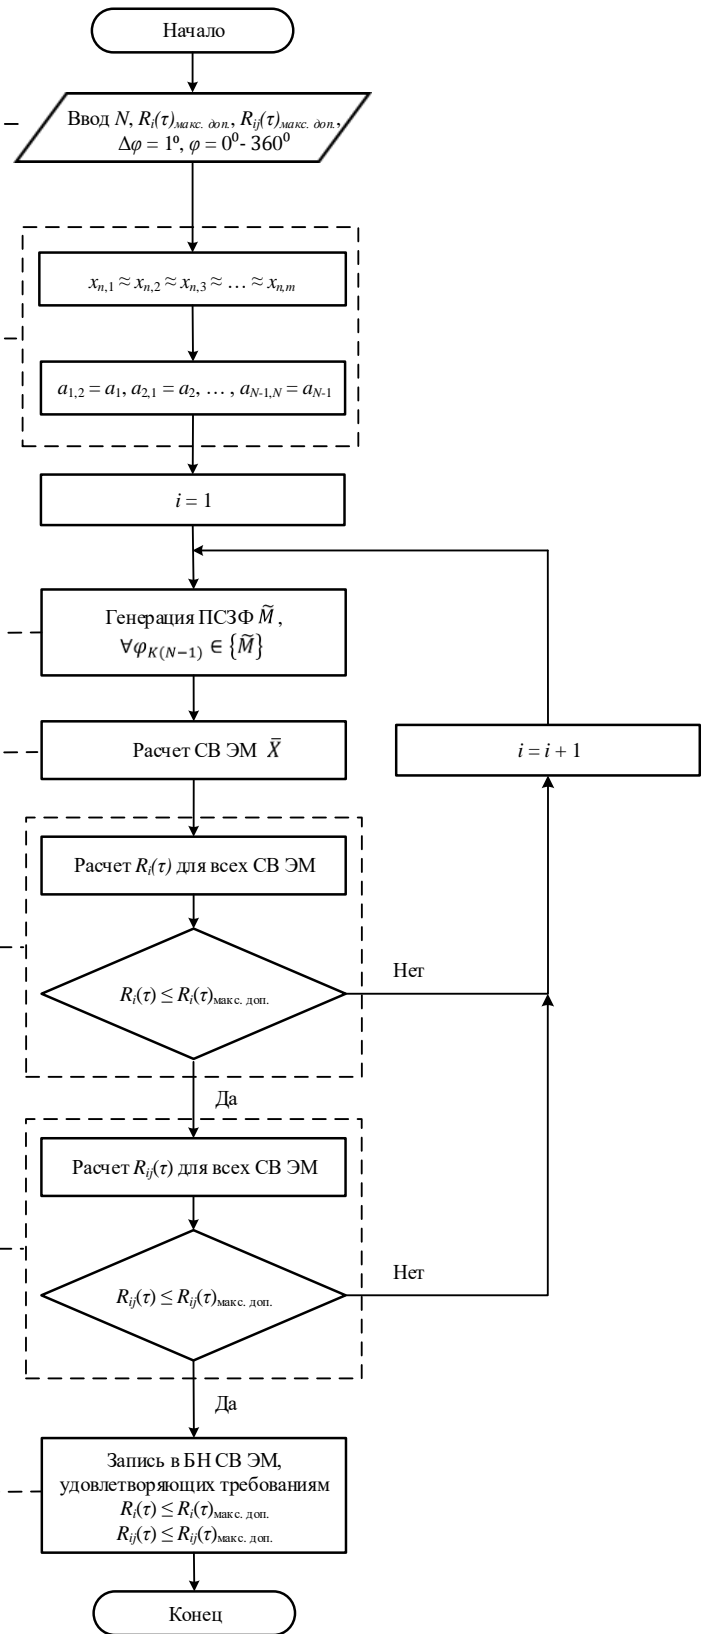 Начало
Ввод N, Rᵢ(τ)макс. доп., Rᵢⱼ(τ)макс. доп.,
Δφ = 1⁰, φ = 0⁰- 360⁰
xₙ,₁ ≈ xₙ,₂ ≈ xₙ,₃ ≈ … ≈ xₙ,ₘ
a₁,₂ = a₁, a₂,₁ = a₂, … , a_{N-1,N} = a_{N-1}
i = 1
Генерация ПСЗФ M̃ ,
∀φ_{K(N−1)} ∈ {M̃}
Расчет СВ ЭМ X̄
i = i + 1
Расчет Rᵢ(τ) для всех СВ ЭМ
Нет
Rᵢ(τ) ≤ Rᵢ(τ)макс. доп.
Да
Расчет Rᵢⱼ(τ) для всех СВ ЭМ
Нет
Rᵢⱼ(τ) ≤ Rᵢⱼ(τ)макс. доп.
Да
Запись в БН СВ ЭМ,
удовлетворяющих требованиям
Rᵢ(τ) ≤ Rᵢ(τ)макс. доп.
Rᵢⱼ(τ) ≤ Rᵢⱼ(τ)макс. доп.
Конец